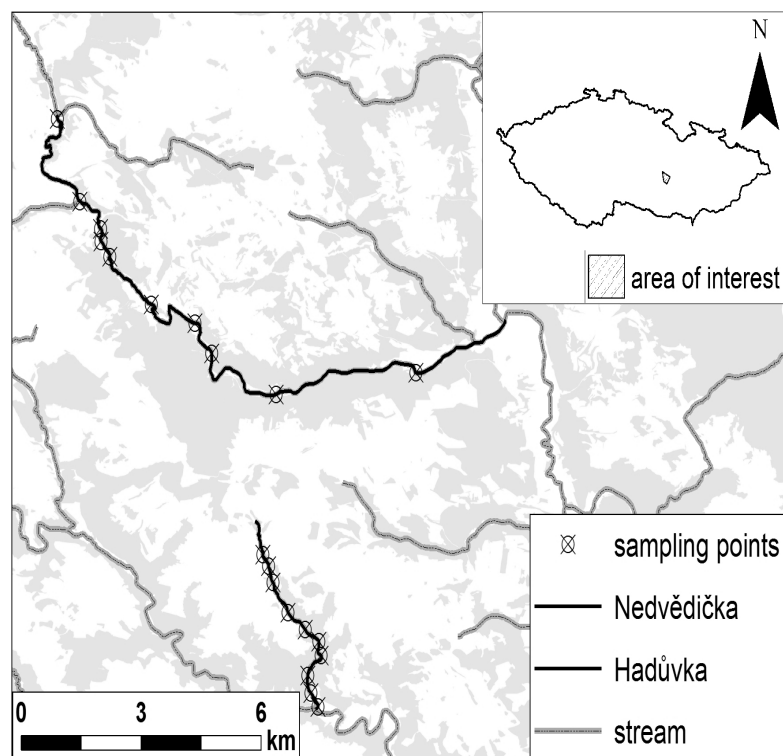 N
area of interest
sampling points
Nedvědička
Hadůvka
stream
0 3 6
km